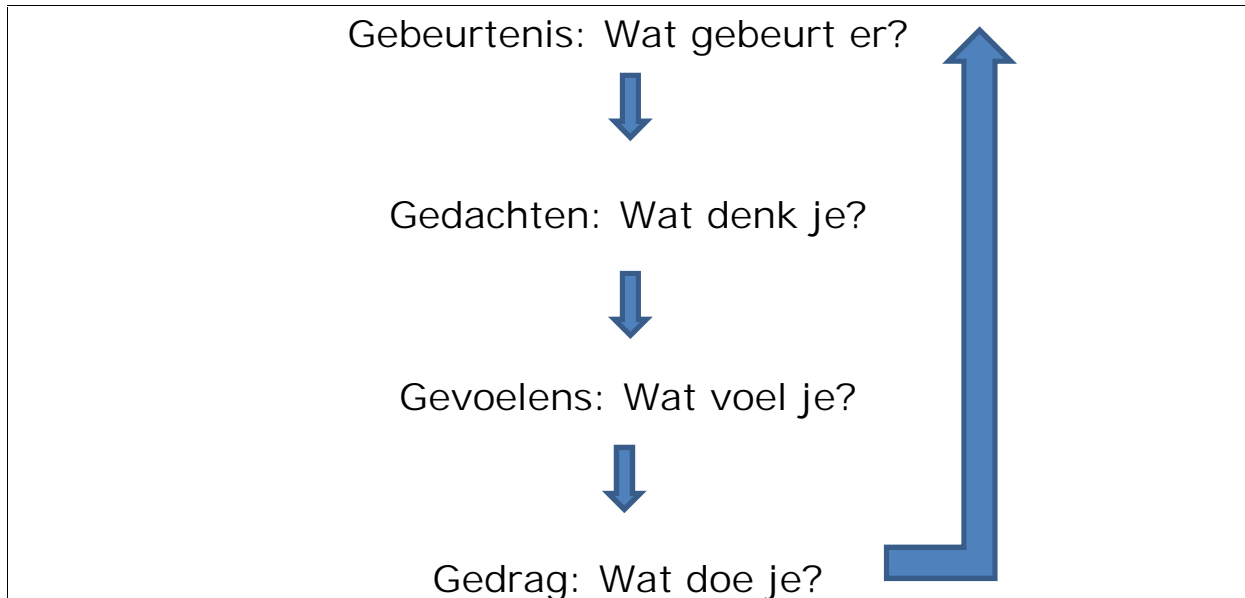 Gebeurtenis: Wat gebeurt er?
Gedachten: Wat denk je?
Gevoelens: Wat voel je?
Gedrag: Wat doe je?